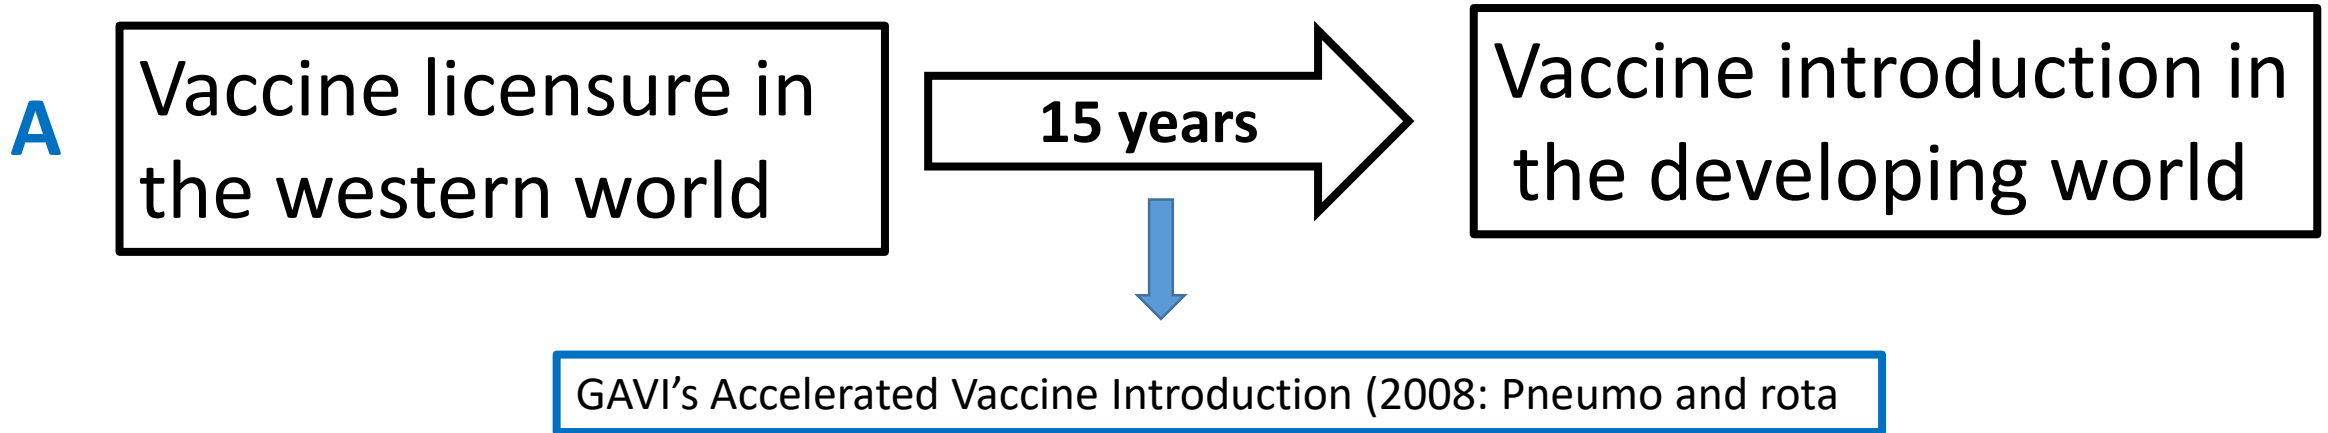 A
Vaccine licensure in
the western world
15 years
Vaccine introduction in
the developing world
GAVI’s Accelerated Vaccine Introduction (2008: Pneumo and rota